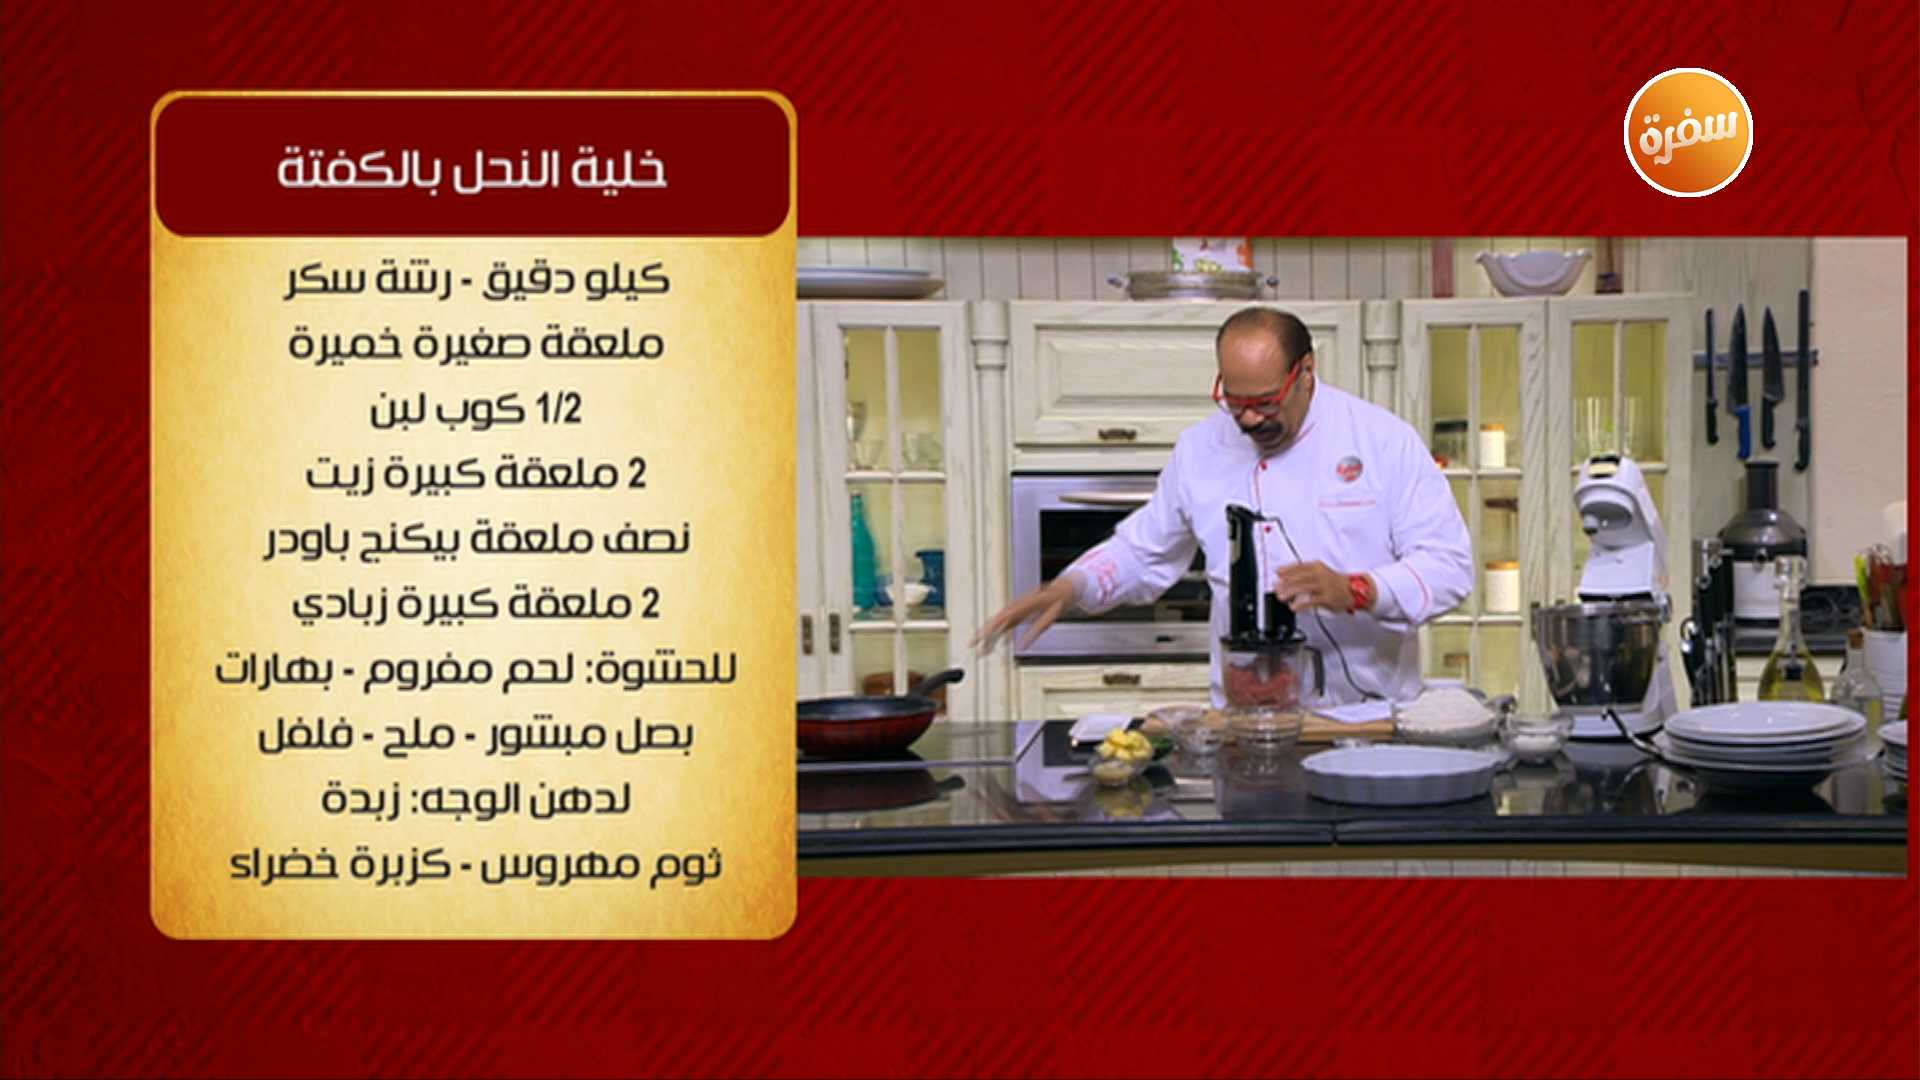 سفرة
خلية النحل بالكفتة
كيلو دقيق - رشة سكر
ملعقة صغيرة خميرة
1/2 كوب لبن
2 ملعقة كبيرة زيت
نصف ملعقة بيكنج باودر
2 ملعقة كبيرة زبادي
للحشوة: لحم مفروم - بهارات
بصل مبشور - ملح - فلفل
لدهن الوجه: زبدة
ثوم مهروس - كزبرة خضراء